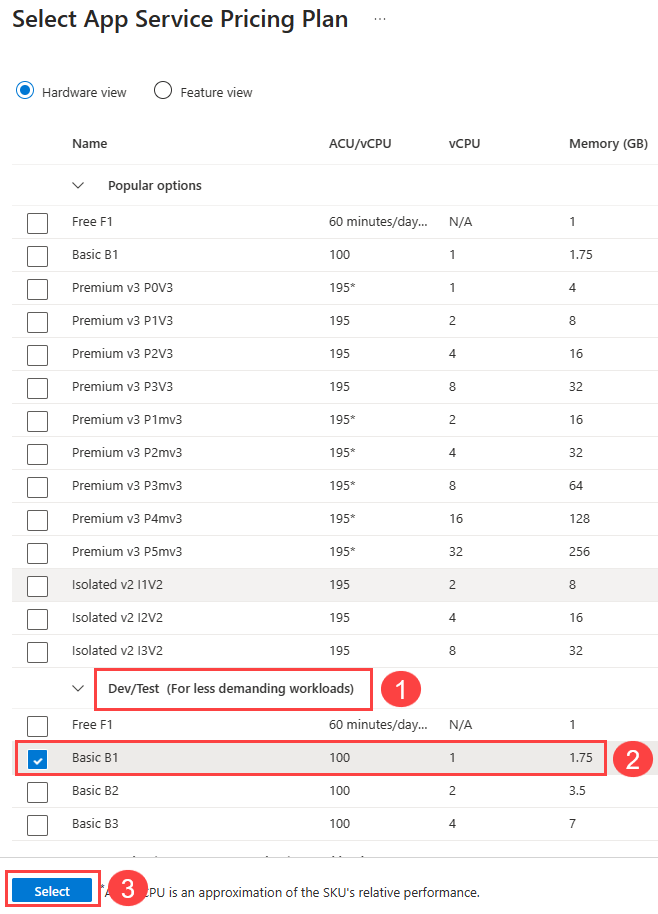 Select App Service Pricing Plan ...
Hardware view Feature view
Name ACU/vCPU vCPU Memory (GB)
Popular options
Free F1 60 minutes/day... N/A 1
Basic B1 100 1 1.75
Premium v3 P0V3 195* 1 4
Premium v3 P1V3 195 2 8
Premium v3 P2V3 195 4 16
Premium v3 P3V3 195 8 32
Premium v3 P1mv3 195* 2 16
Premium v3 P2mv3 195* 4 32
Premium v3 P3mv3 195* 8 64
Premium v3 P4mv3 195* 16 128
Premium v3 P5mv3 195* 32 256
Isolated v2 I1V2 195 2 8
Isolated v2 I2V2 195 4 16
Isolated v2 I3V2 195 8 32
Dev/Test (For less demanding workloads) 1
Free F1 60 minutes/day... N/A 1
Basic B1 100 1 1.75 2
Basic B2 100 2 3.5
Basic B3 100 4 7
Select 3 is an approximation of the SKU's relative performance.